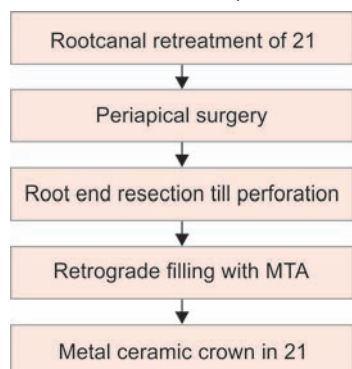 Rootcanal retreatment of 21
Periapical surgery
Root end resection till perforation
Retrograde filling with MTA
Metal ceramic crown in 21